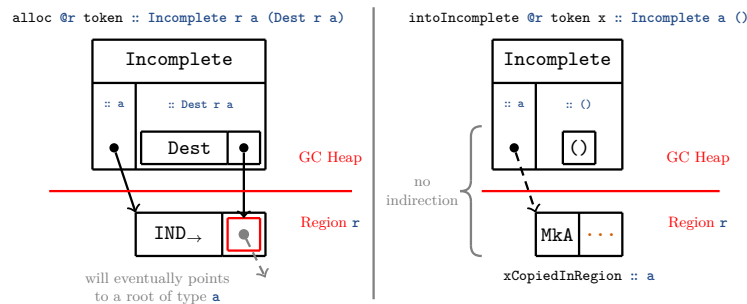 alloc @r token :: Incomplete r a (Dest r a)
Incomplete
:: a
:: Dest r a
Dest
GC Heap
IND→
Region r
will eventually points
to a root of type a
intoIncomplete @r token x :: Incomplete a ()
Incomplete
:: a
:: ()
()
no
indirection
GC Heap
Region r
MkA
···
xCopiedInRegion :: a